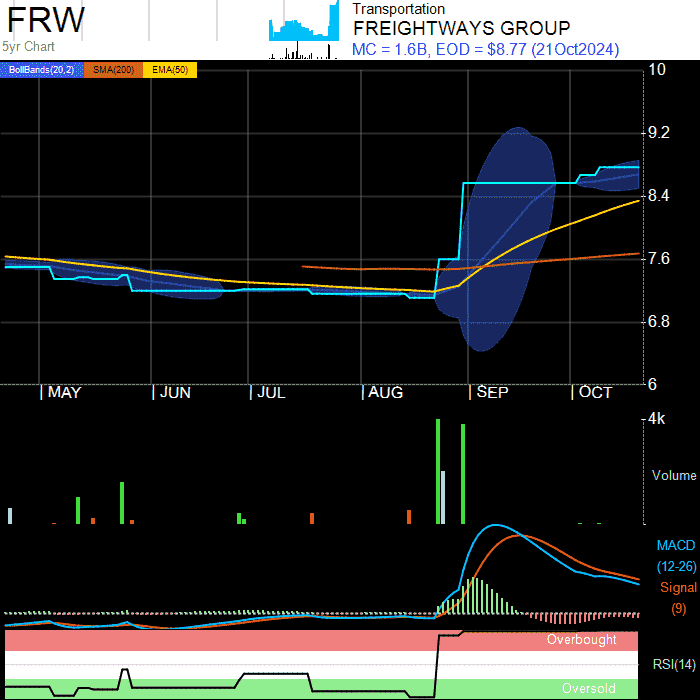 FRW
5yr Chart
Transportation
FREIGHTWAYS GROUP
MC = 1.6B, EOD = $8.77 (21Oct2024)
BollBands(20,2) SMA(200) EMA(50)
10
9.2
8.4
7.6
6.8
6
MAY JUN JUL AUG SEP OCT
4k
Volume
MACD
(12-26)
Signal
(9)
Overbought
RSI(14)
Oversold